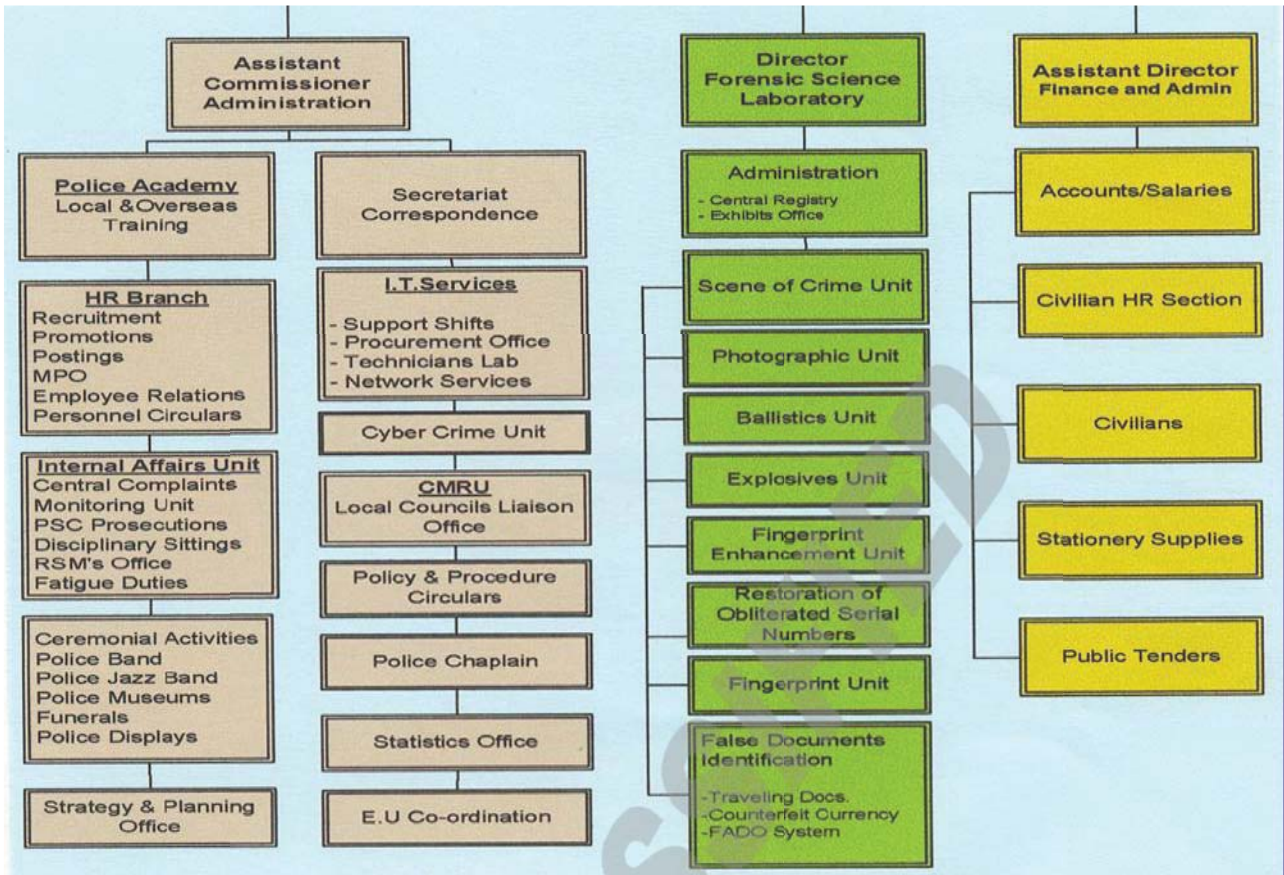 Assistant
Commissioner
Administration
Police Academy
Local &Overseas
Training
HR Branch
Recruitment
Promotions
Postings
MPO
Employee Relations
Personnel Circulars
Internal Affairs Unit
Central Complaints
Monitoring Unit
PSC Prosecutions
Disciplinary Sittings
RSM's Office
Fatigue Duties
Ceremonial Activities
Police Band
Police Jazz Band
Police Museums
Funerals
Police Displays
Strategy & Planning
Office
Secretariat
Correspondence
I.T.Services
- Support Shifts
- Procurement Office
- Technicians Lab
- Network Services
Cyber Crime Unit
CMRU
Local Councils Liaison
Office
Policy & Procedure
Circulars
Police Chaplain
Statistics Office
E.U Co-ordination
Director
Forensic Science
Laboratory
Administration
- Central Registry
- Exhibits Office
Scene of Crime Unit
Photographic Unit
Ballistics Unit
Explosives Unit
Fingerprint
Enhancement Unit
Restoration of
Obliterated Serial
Numbers
Fingerprint Unit
False Documents
Identification
-Traveling Docs.
-Counterfeit Currency
-FADO System
Assistant Director
Finance and Admin
Accounts/Salaries
Civilian HR Section
Civilians
Stationery Supplies
Public Tenders